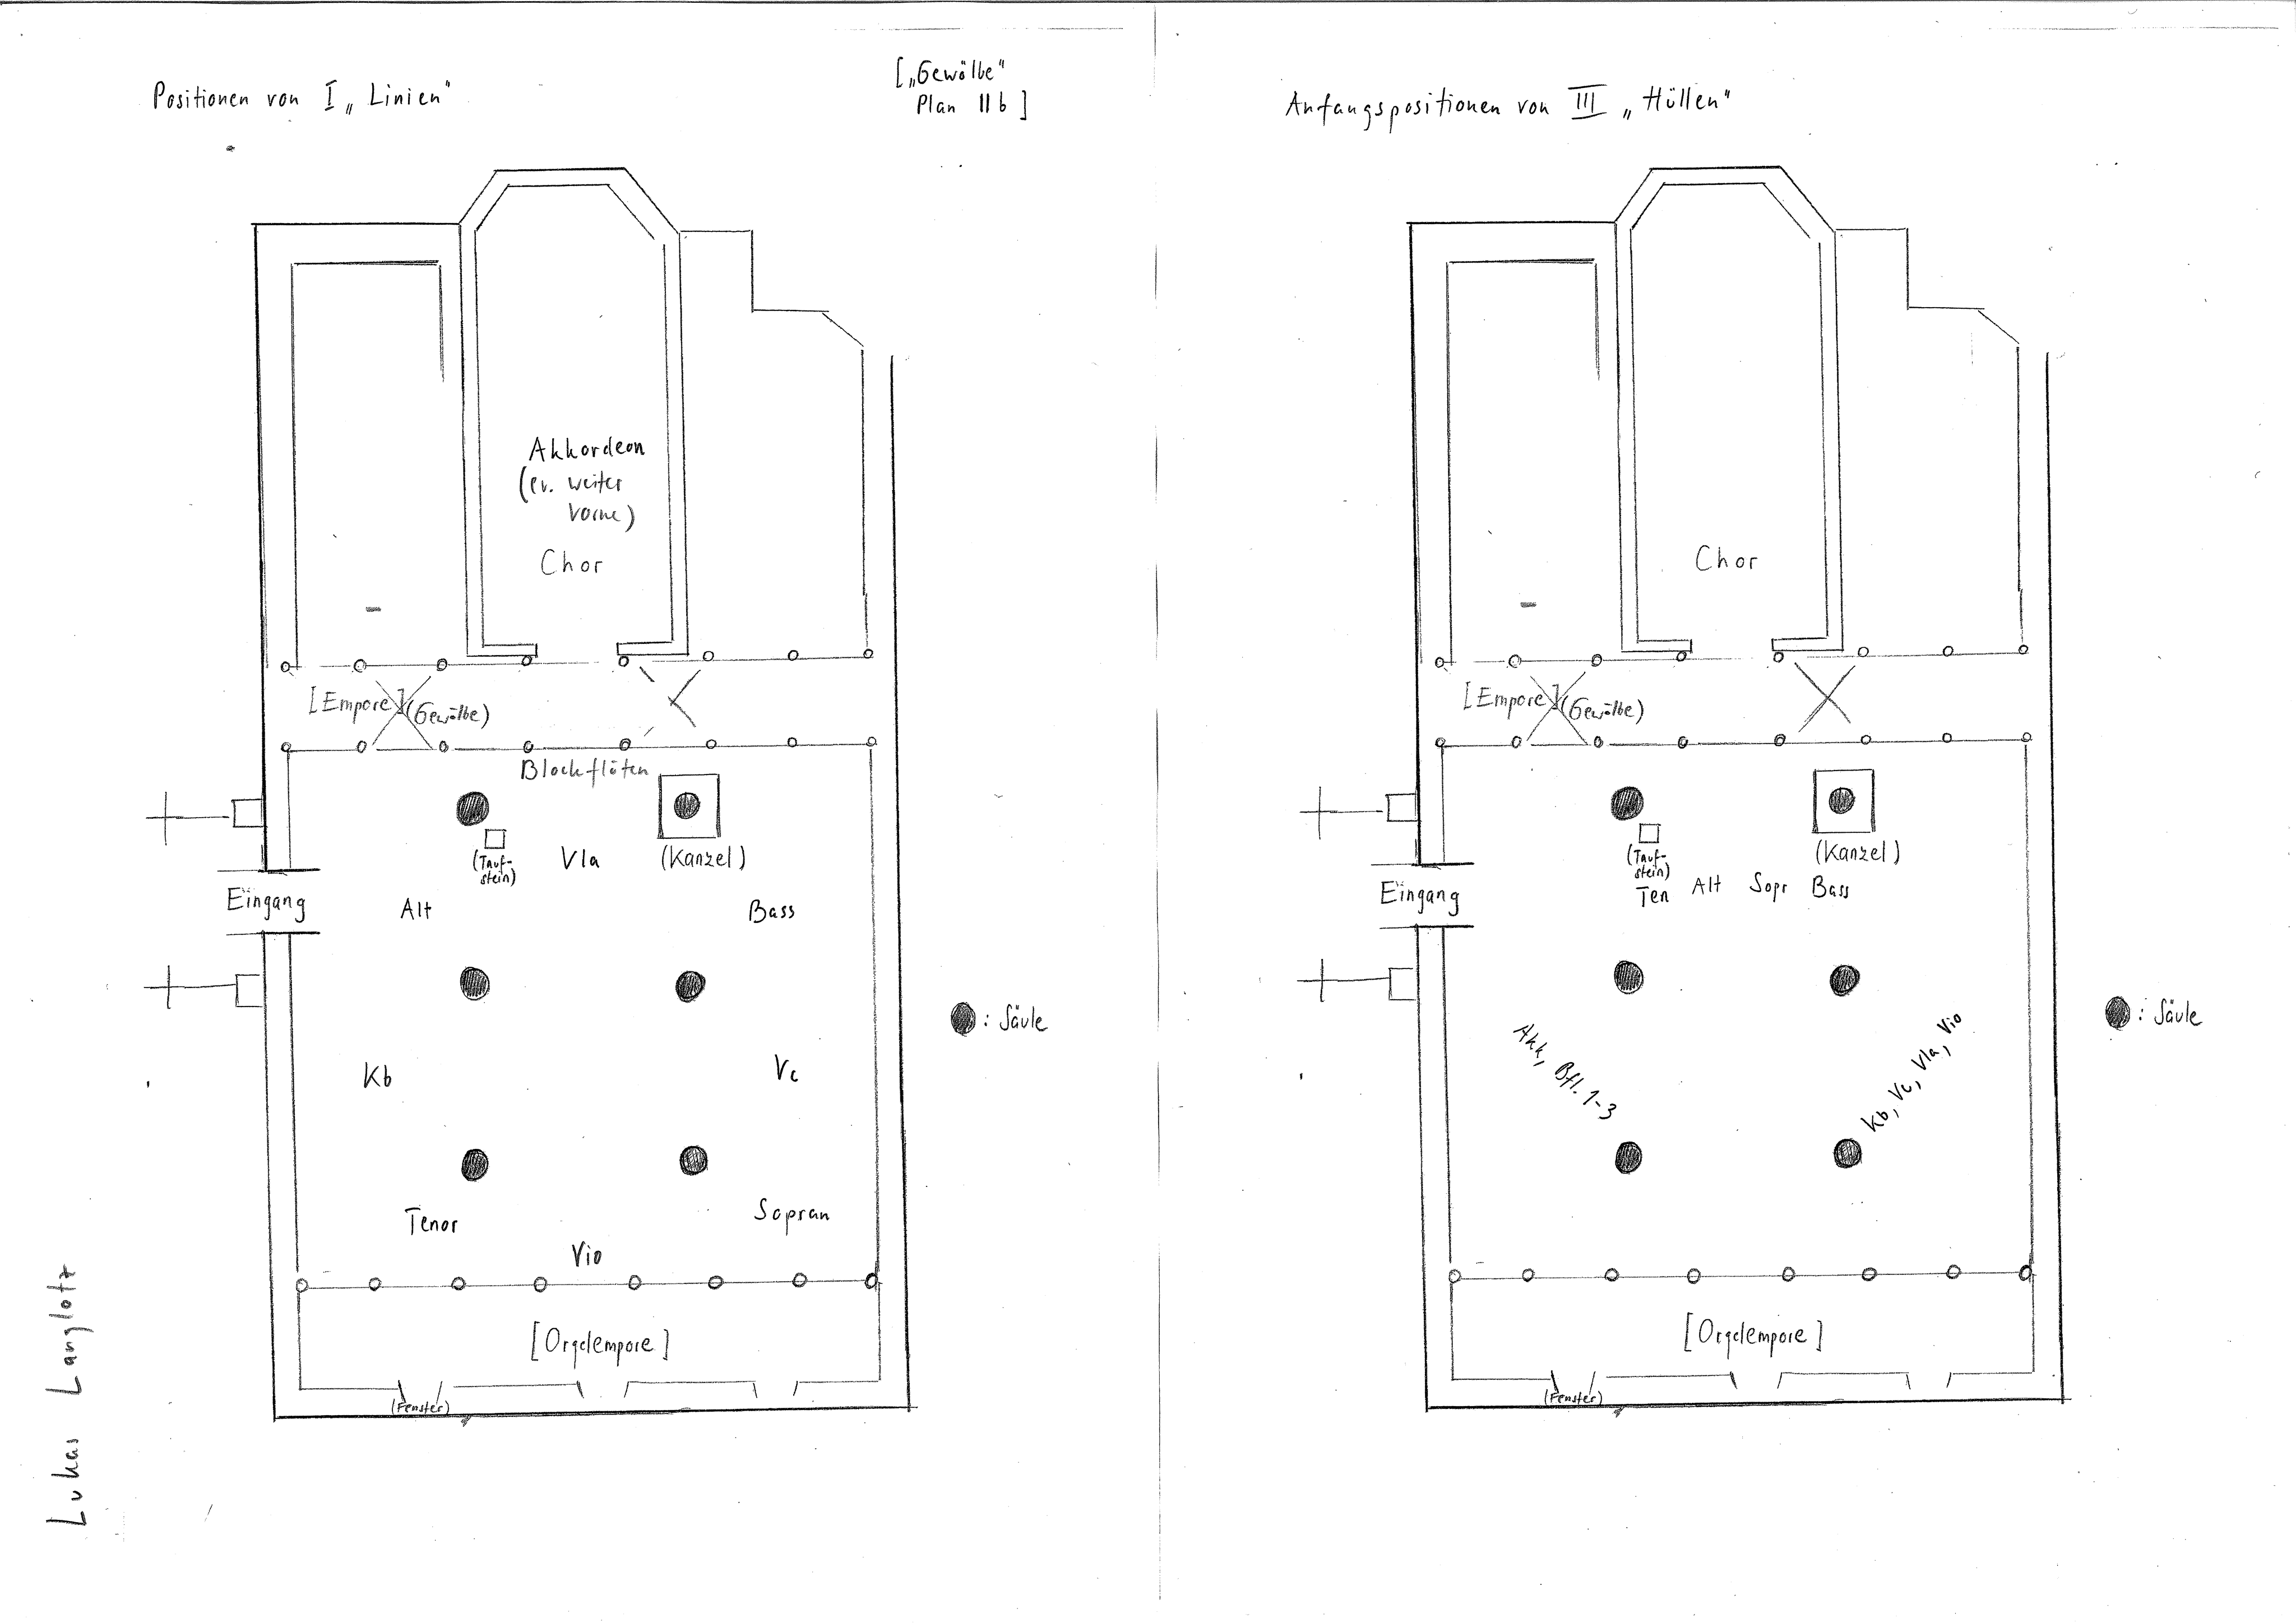 Positionen von I „Linien"
[„Gewölbe"
Plan IIb]
Akkordeon
(ev. weiter
vorne)
Chor
[Empore]
(Gewölbe)
Blockflöten
(Tauf-
stein)
Vla
(Kanzel)
Eingang
Alt
Bass
: Säule
Kb
Vc
Tenor
Sopran
Vio
[Orgelempore]
(Fenster)
Lukas Langlotz
Anfangspositionen von III „Hüllen"
Chor
[Empore]
(Gewölbe)
(Tauf-
stein)
(Kanzel)
Eingang
Ten Alt Sopr Bass
: Säule
Akk, Bfl. 1-3
Kb, Vc, Vla, Vio
[Orgelempore]
(Fenster)